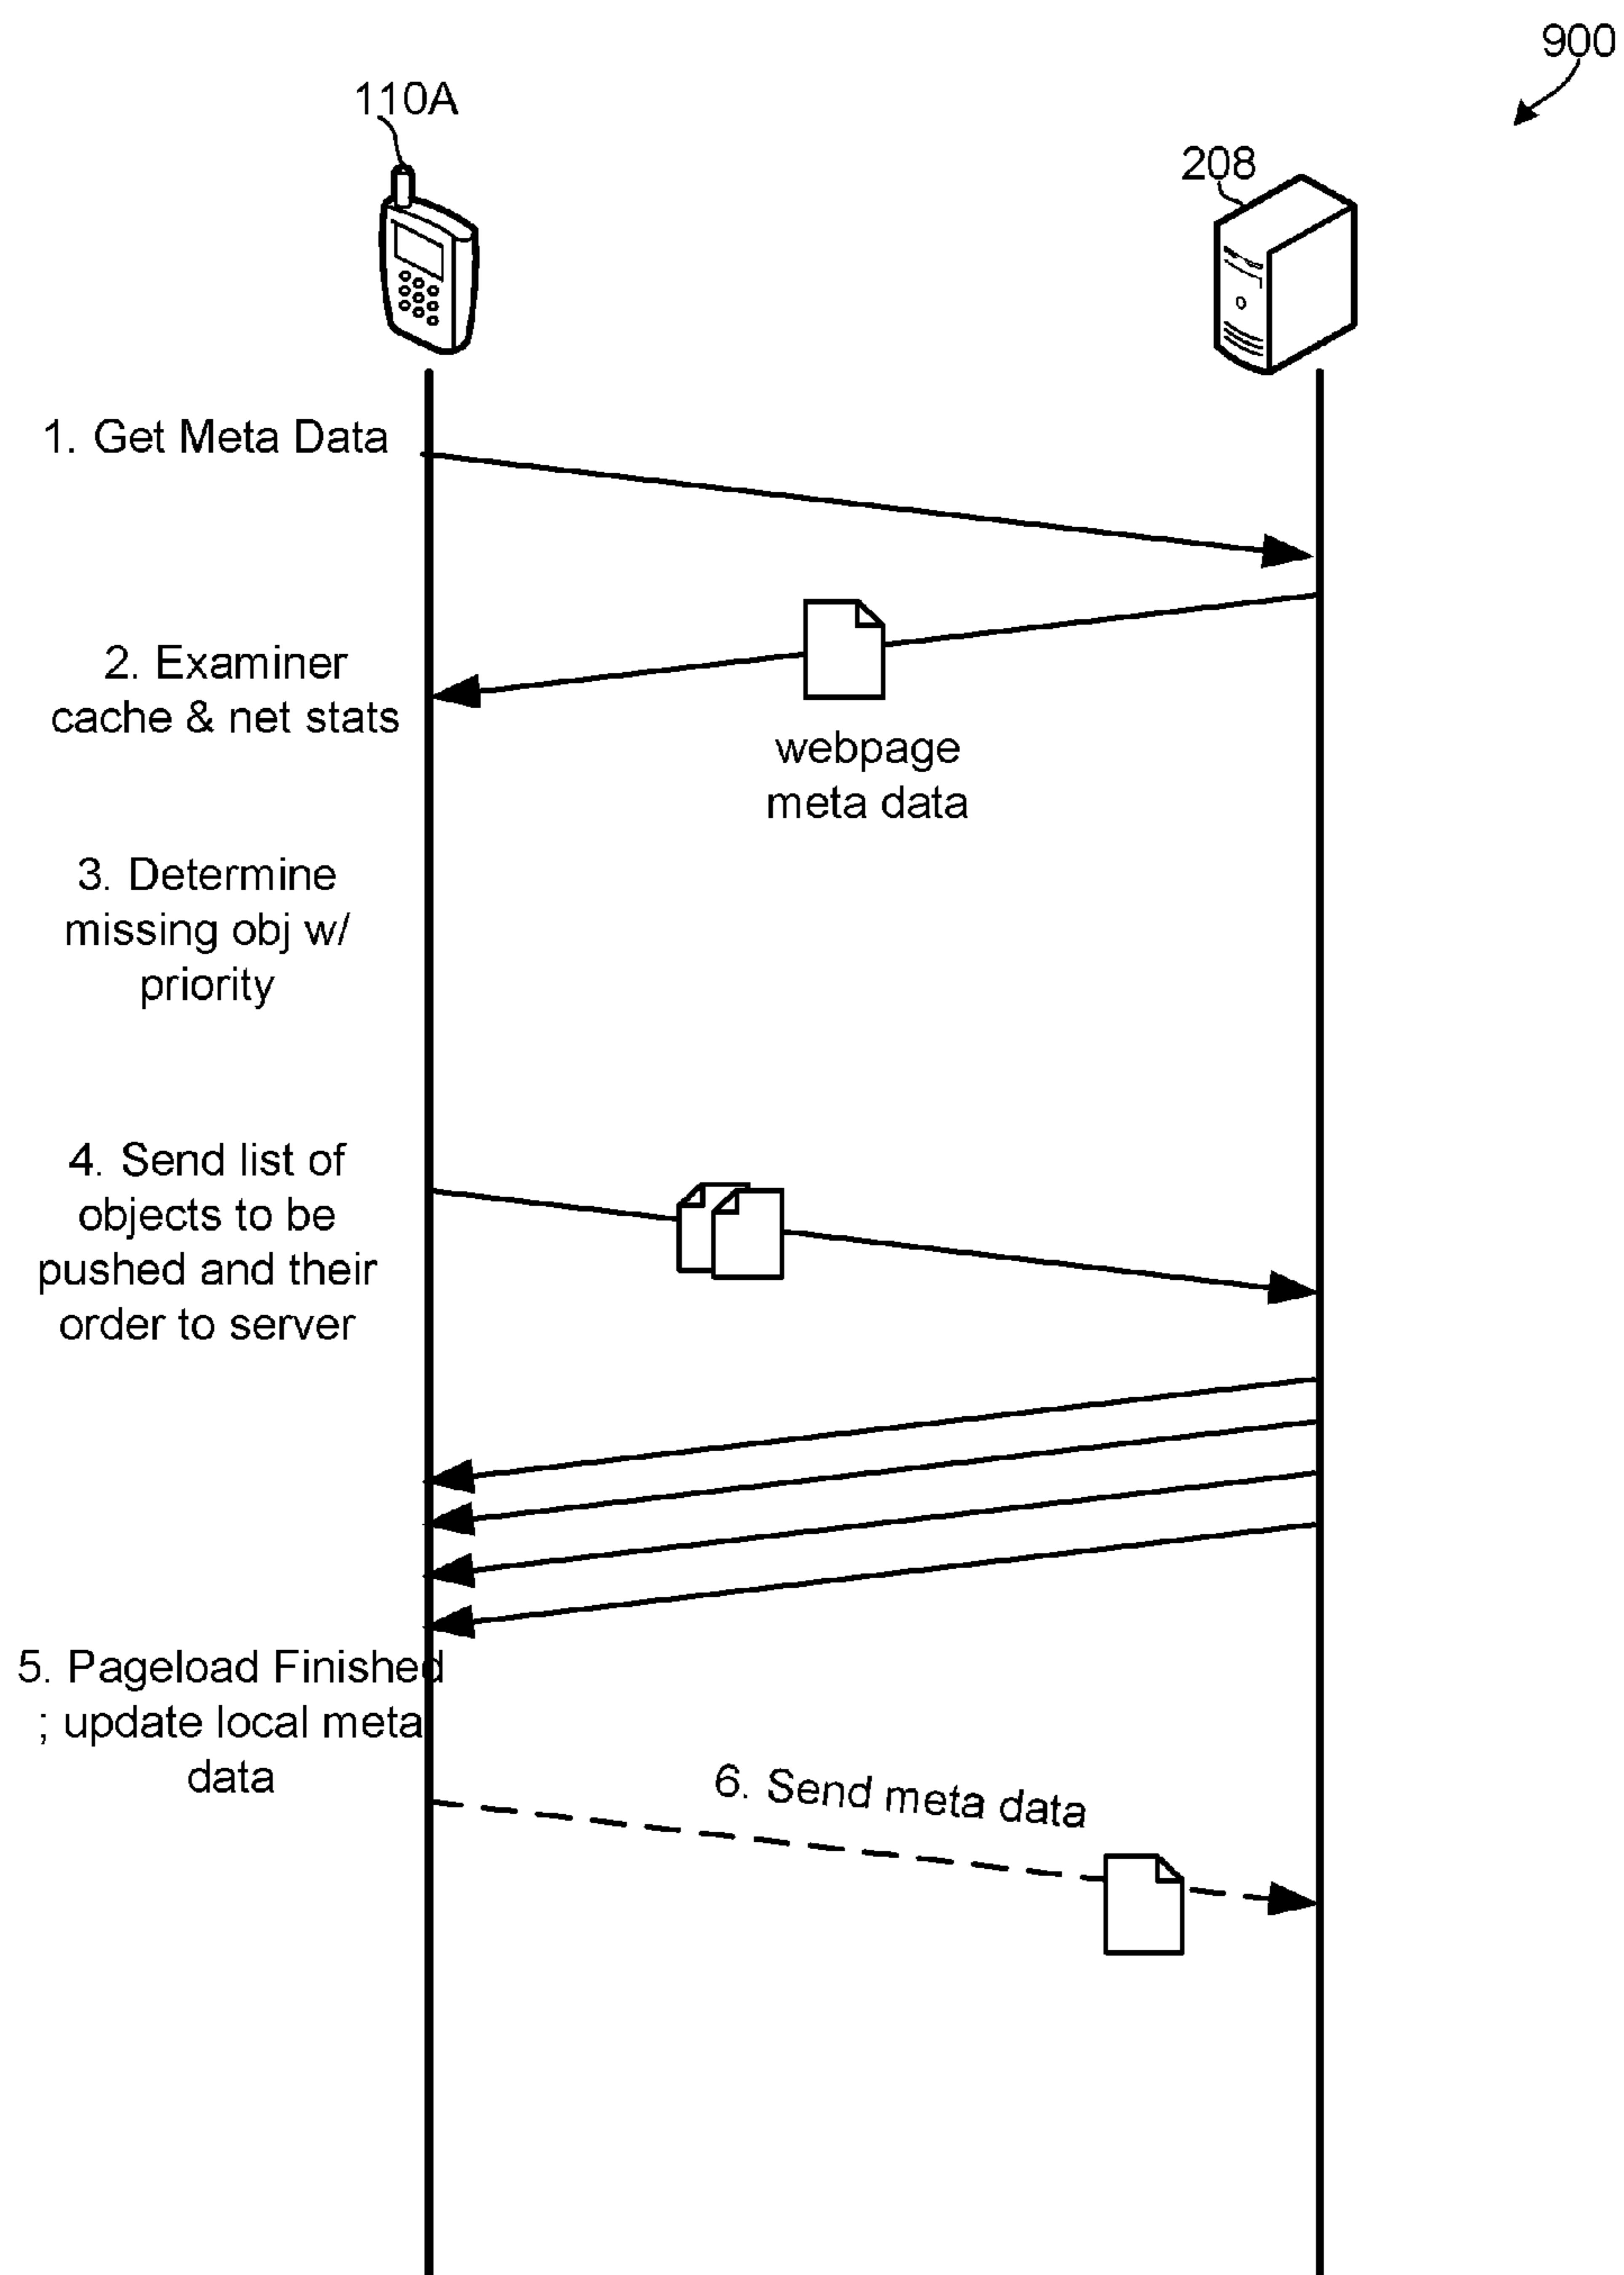 900
110A
208
1. Get Meta Data
2. Examiner
cache & net stats
webpage
meta data
3. Determine
missing obj w/
priority
4. Send list of
objects to be
pushed and their
order to server
5. Pageload Finished
; update local meta
data
6. Send meta data